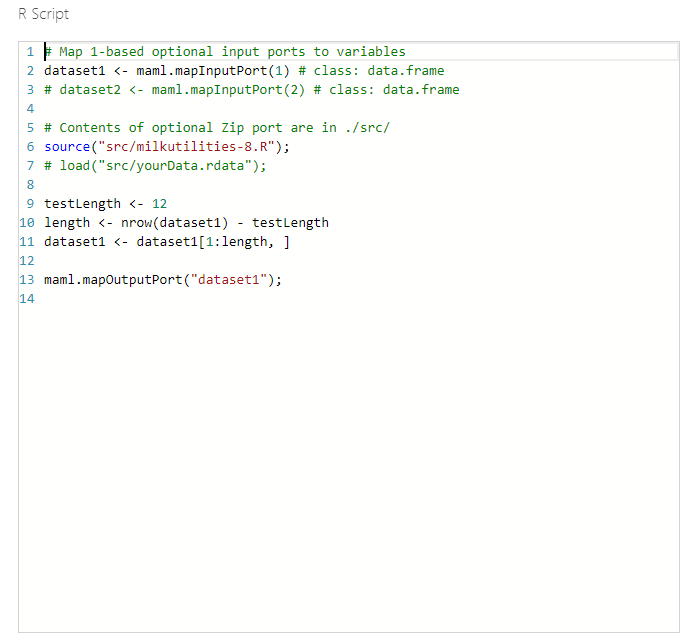 R Script
1 # Map 1-based optional input ports to variables
2 dataset1 <- maml.mapInputPort(1) # class: data.frame
3 # dataset2 <- maml.mapInputPort(2) # class: data.frame
4
5 # Contents of optional Zip port are in ./src/
6 source("src/milkutilities-8.R");
7 # load("src/yourData.rdata");
8
9 testLength <- 12
10 length <- nrow(dataset1) - testLength
11 dataset1 <- dataset1[1:length, ]
12
13 maml.mapOutputPort("dataset1");
14